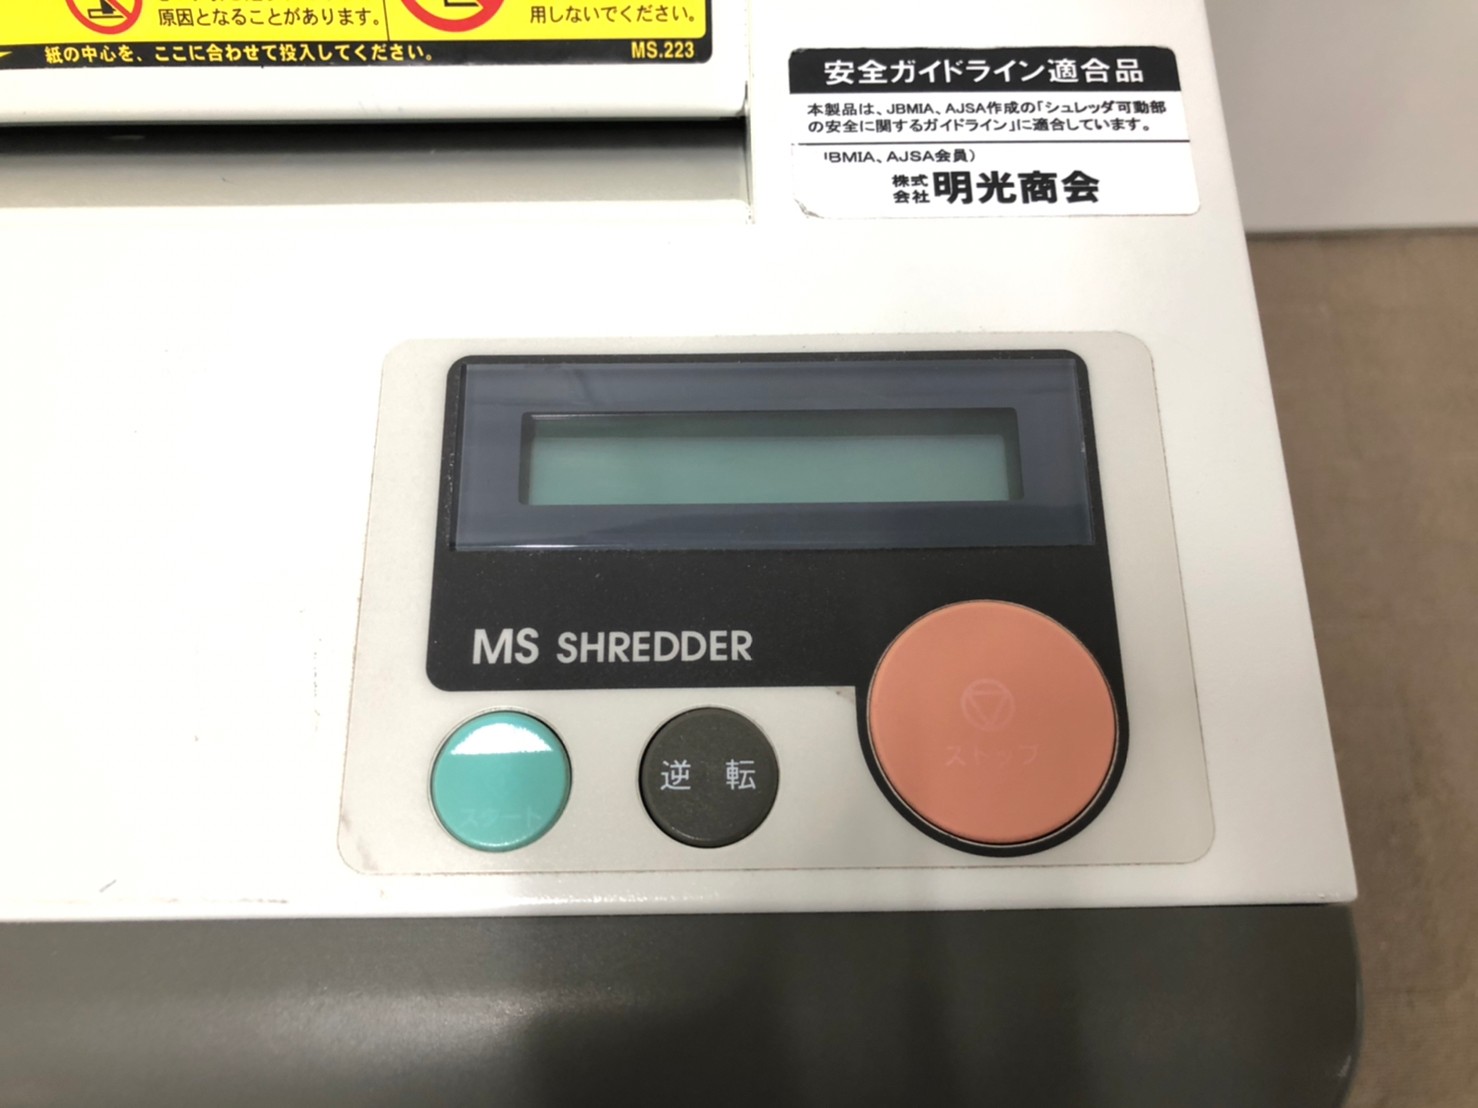 原因となることがあります。
用しないでください。
紙の中心を、ここに合わせて投入してください。
MS.223
安全ガイドライン適合品
本製品は、JBMIA、AJSA作成の「シュレッダ可動部
の安全に関するガイドライン」に適合しています。
BMIA、AJSA会員）
株式会社 明光商会
MS SHREDDER
スタート
逆 転
ストップ